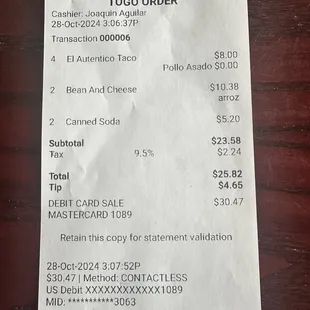 TOGO ORDER
Cashier: Joaquin Aguilar
28-Oct-2024 3:06:37P
Transaction 000006
4 El Autentico Taco $8.00
Pollo Asado $0.00
2 Bean And Cheese $10.38
arroz
2 Canned Soda $5.20
Subtotal $23.58
Tax 9.5% $2.24
Total $25.82
Tip $4.65
DEBIT CARD SALE $30.47
MASTERCARD 1089
Retain this copy for statement validation
28-Oct-2024 3:07:52P
$30.47 | Method: CONTACTLESS
US Debit XXXXXXXXXXXX1089
MID: ***********3063